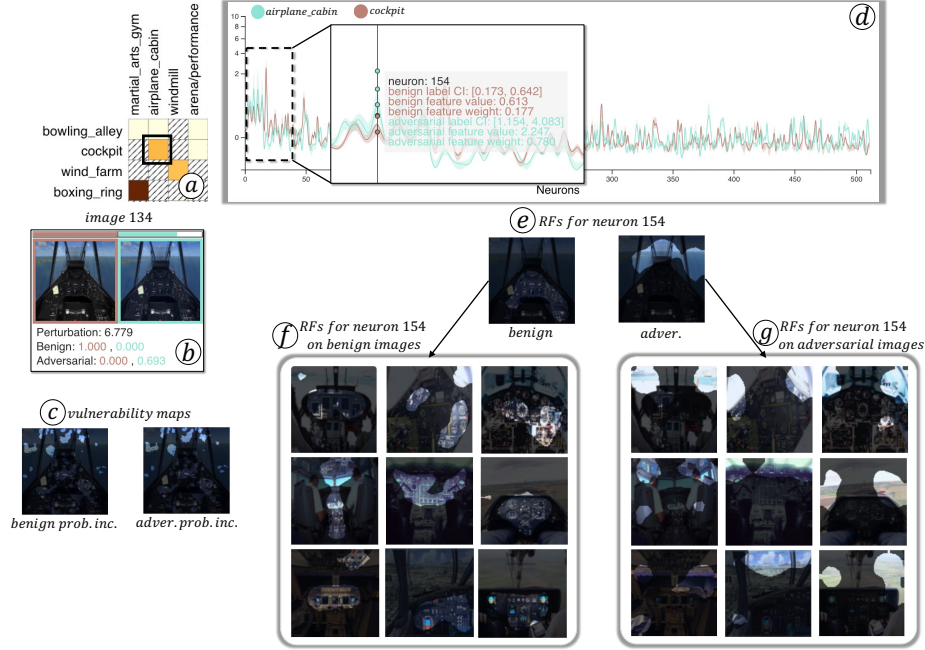 martial_arts_gym
airplane_cabin
windmill
arena/performance
bowling_alley
cockpit
wind_farm
boxing_ring
a
airplane_cabin
cockpit
d
10
8
6
4
2
0
neuron: 154
benign label CI: [0.173, 0.642]
benign feature value: 0.613
benign feature weight: 0.177
adversarial label CI: [1.154, 4.083]
adversarial feature value: 2.247
adversarial feature weight: 0.780
0
50
300
350
400
450
500
Neurons
image 134
Perturbation: 6.779
Benign: 1.000 , 0.000
Adversarial: 0.000 , 0.693
b
c
vulnerability maps
benign prob. inc.
adver. prob. inc.
e
RFs for neuron 154
benign
adver.
f
RFs for neuron 154
on benign images
g
RFs for neuron 154
on adversarial images